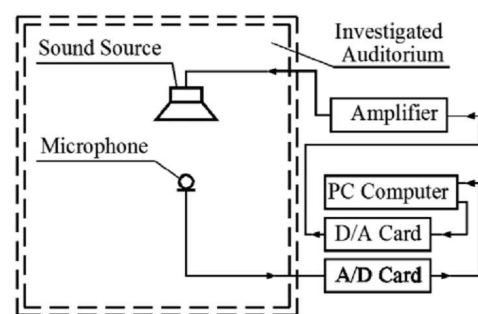 Investigated
Auditorium
Sound Source
Amplifier
Microphone
PC Computer
D/A Card
A/D Card